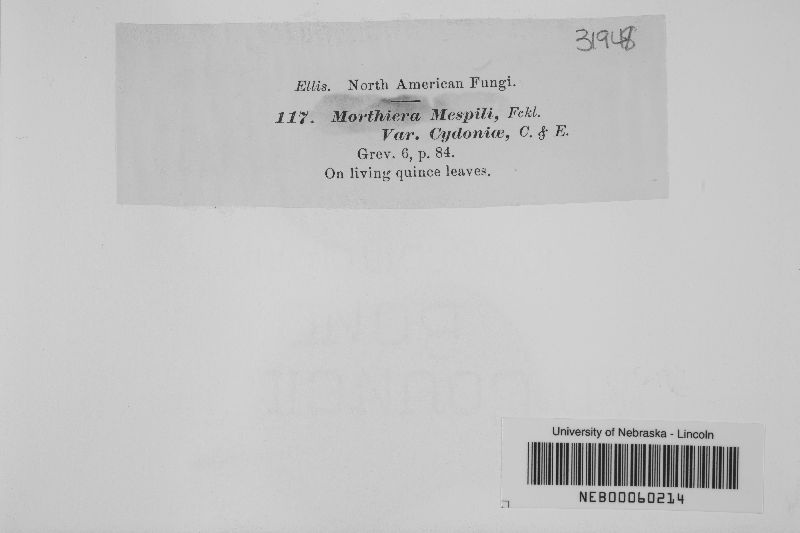 31948
Ellis. North American Fungi.
117. Morthiera Mespili, Fckl.
Var. Cydoniæ, C. & E.
Grev. 6, p. 84.
On living quince leaves.
University of Nebraska - Lincoln
NEB00060214